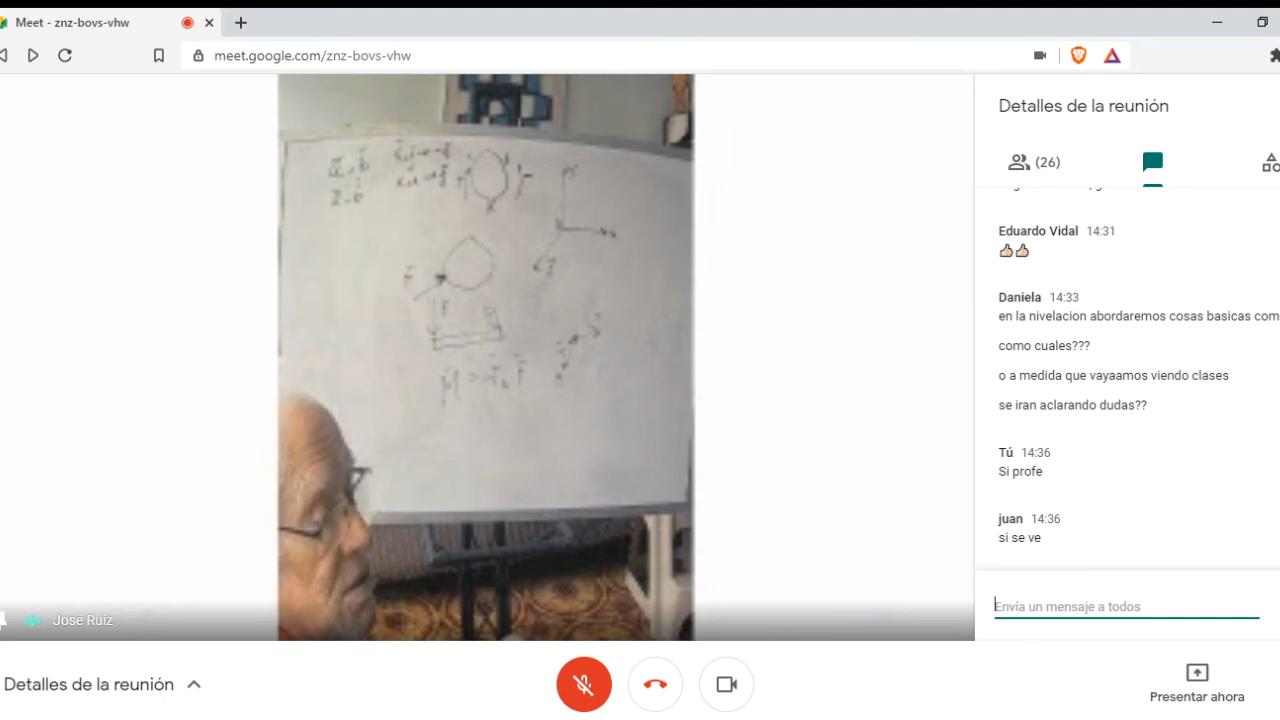 Meet - znz-bovs-vhw
meet.google.com/znz-bovs-vhw
Detalles de la reunión
(26)
Eduardo Vidal 14:31
👍🏻👍🏻
Daniela 14:33
en la nivelacion abordaremos cosas basicas com
como cuales???
o a medida que vayaamos viendo clases
se iran aclarando dudas??
Tú 14:36
Si profe
juan 14:36
si se ve
Envía un mensaje a todos
F
José Ruiz
Detalles de la reunión
Presentar ahora